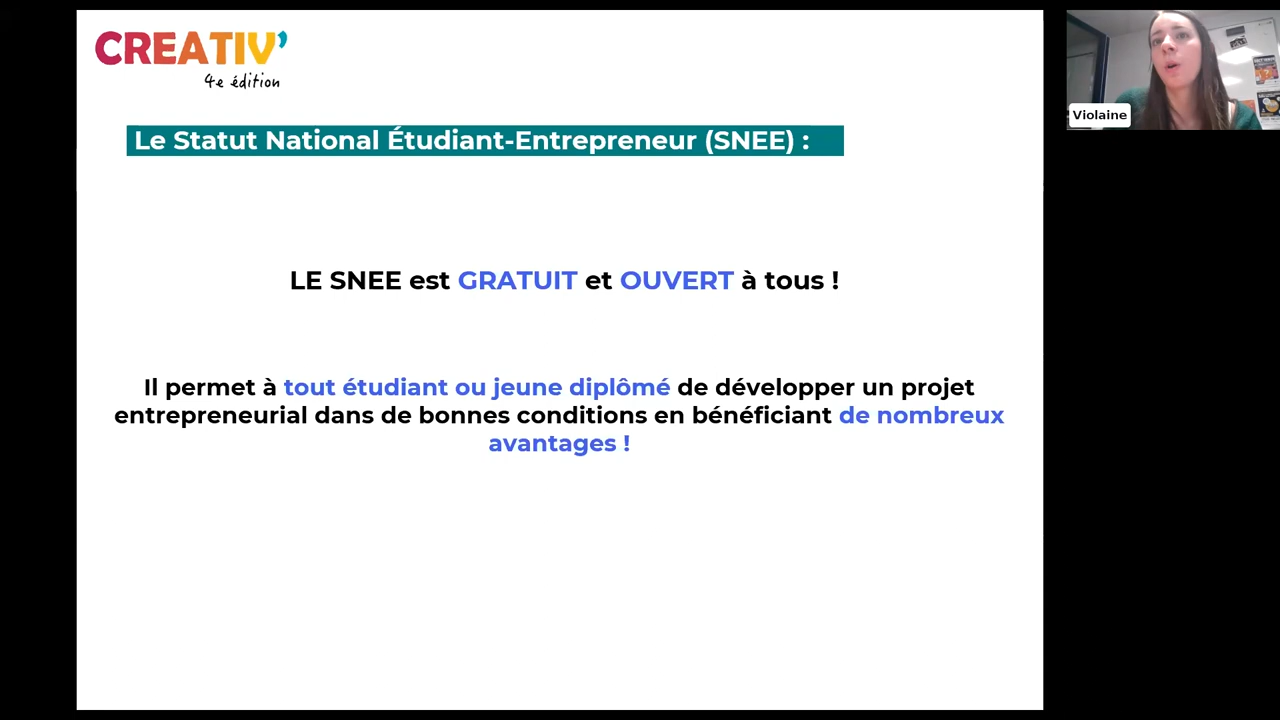 CREATIV'
4e édition
Le Statut National Étudiant-Entrepreneur (SNEE) :
LE SNEE est GRATUIT et OUVERT à tous !
Il permet à tout étudiant ou jeune diplômé de développer un projet
entrepreneurial dans de bonnes conditions en bénéficiant de nombreux
avantages !
Violaine